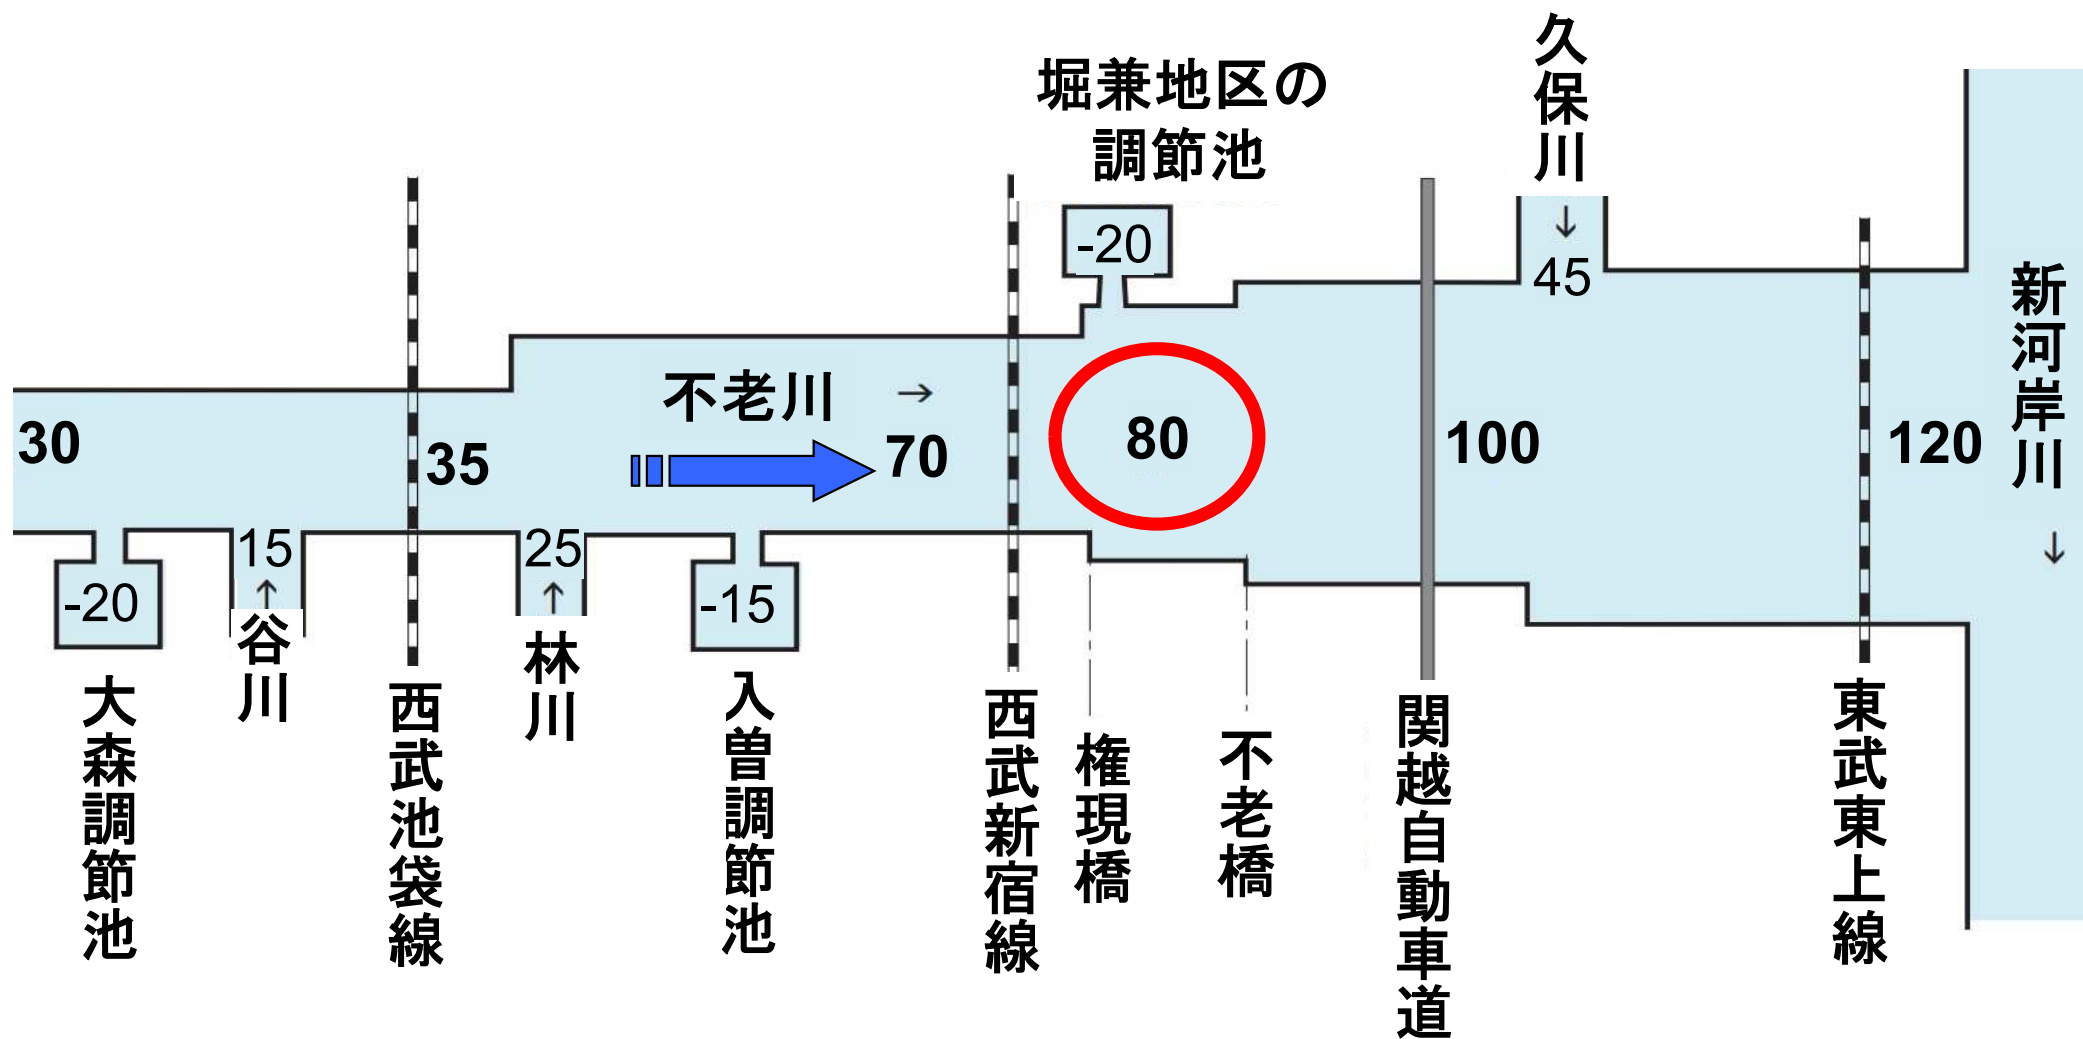 堀兼地区の
調節池
久保川
-20
↓
45
新河岸川
↓
不老川
→
30
35
70
80
100
120
15
↑
谷川
-20
大森調節池
西武池袋線
25
↑
林川
-15
入曽調節池
西武新宿線
権現橋
不老橋
関越自動車道
東武東上線